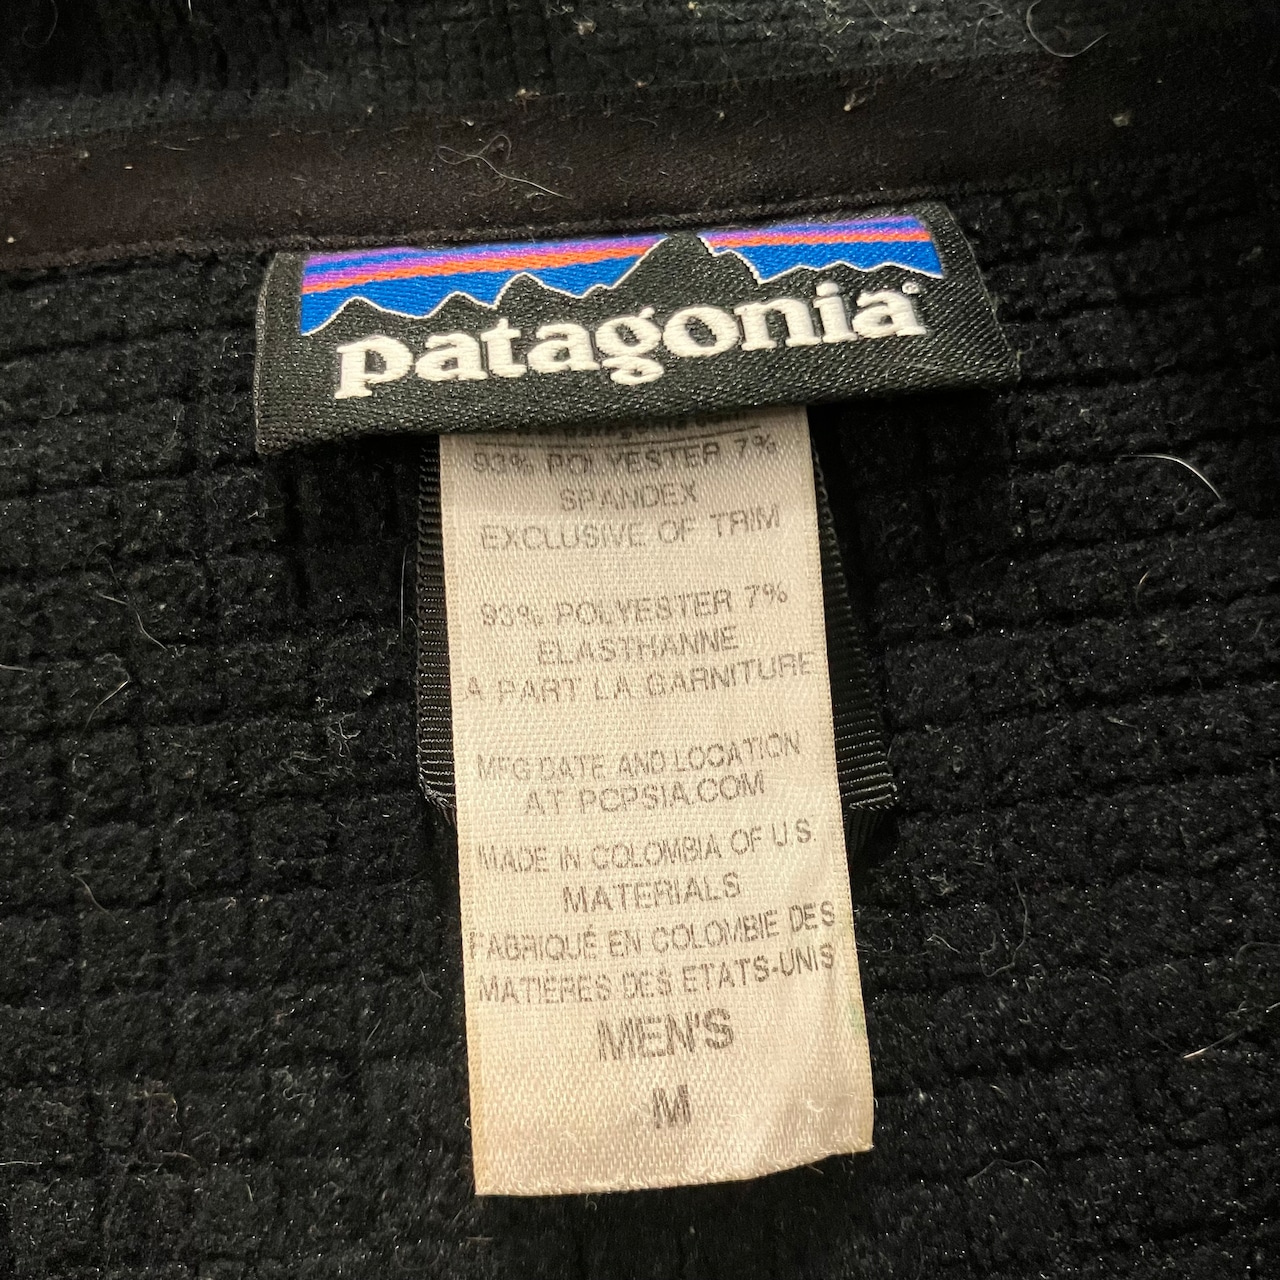 patagonia®
93% POLYESTER 7%
SPANDEX
EXCLUSIVE OF TRIM
93% POLYESTER 7%
ELASTHANNE
A PART LA GARNITURE
MFG DATE AND LOCATION
AT PCPSIA.COM
MADE IN COLOMBIA OF U.S.
MATERIALS
FABRIQUÉ EN COLOMBIE DES
MATIERES DES ETATS-UNIS
MEN'S
M